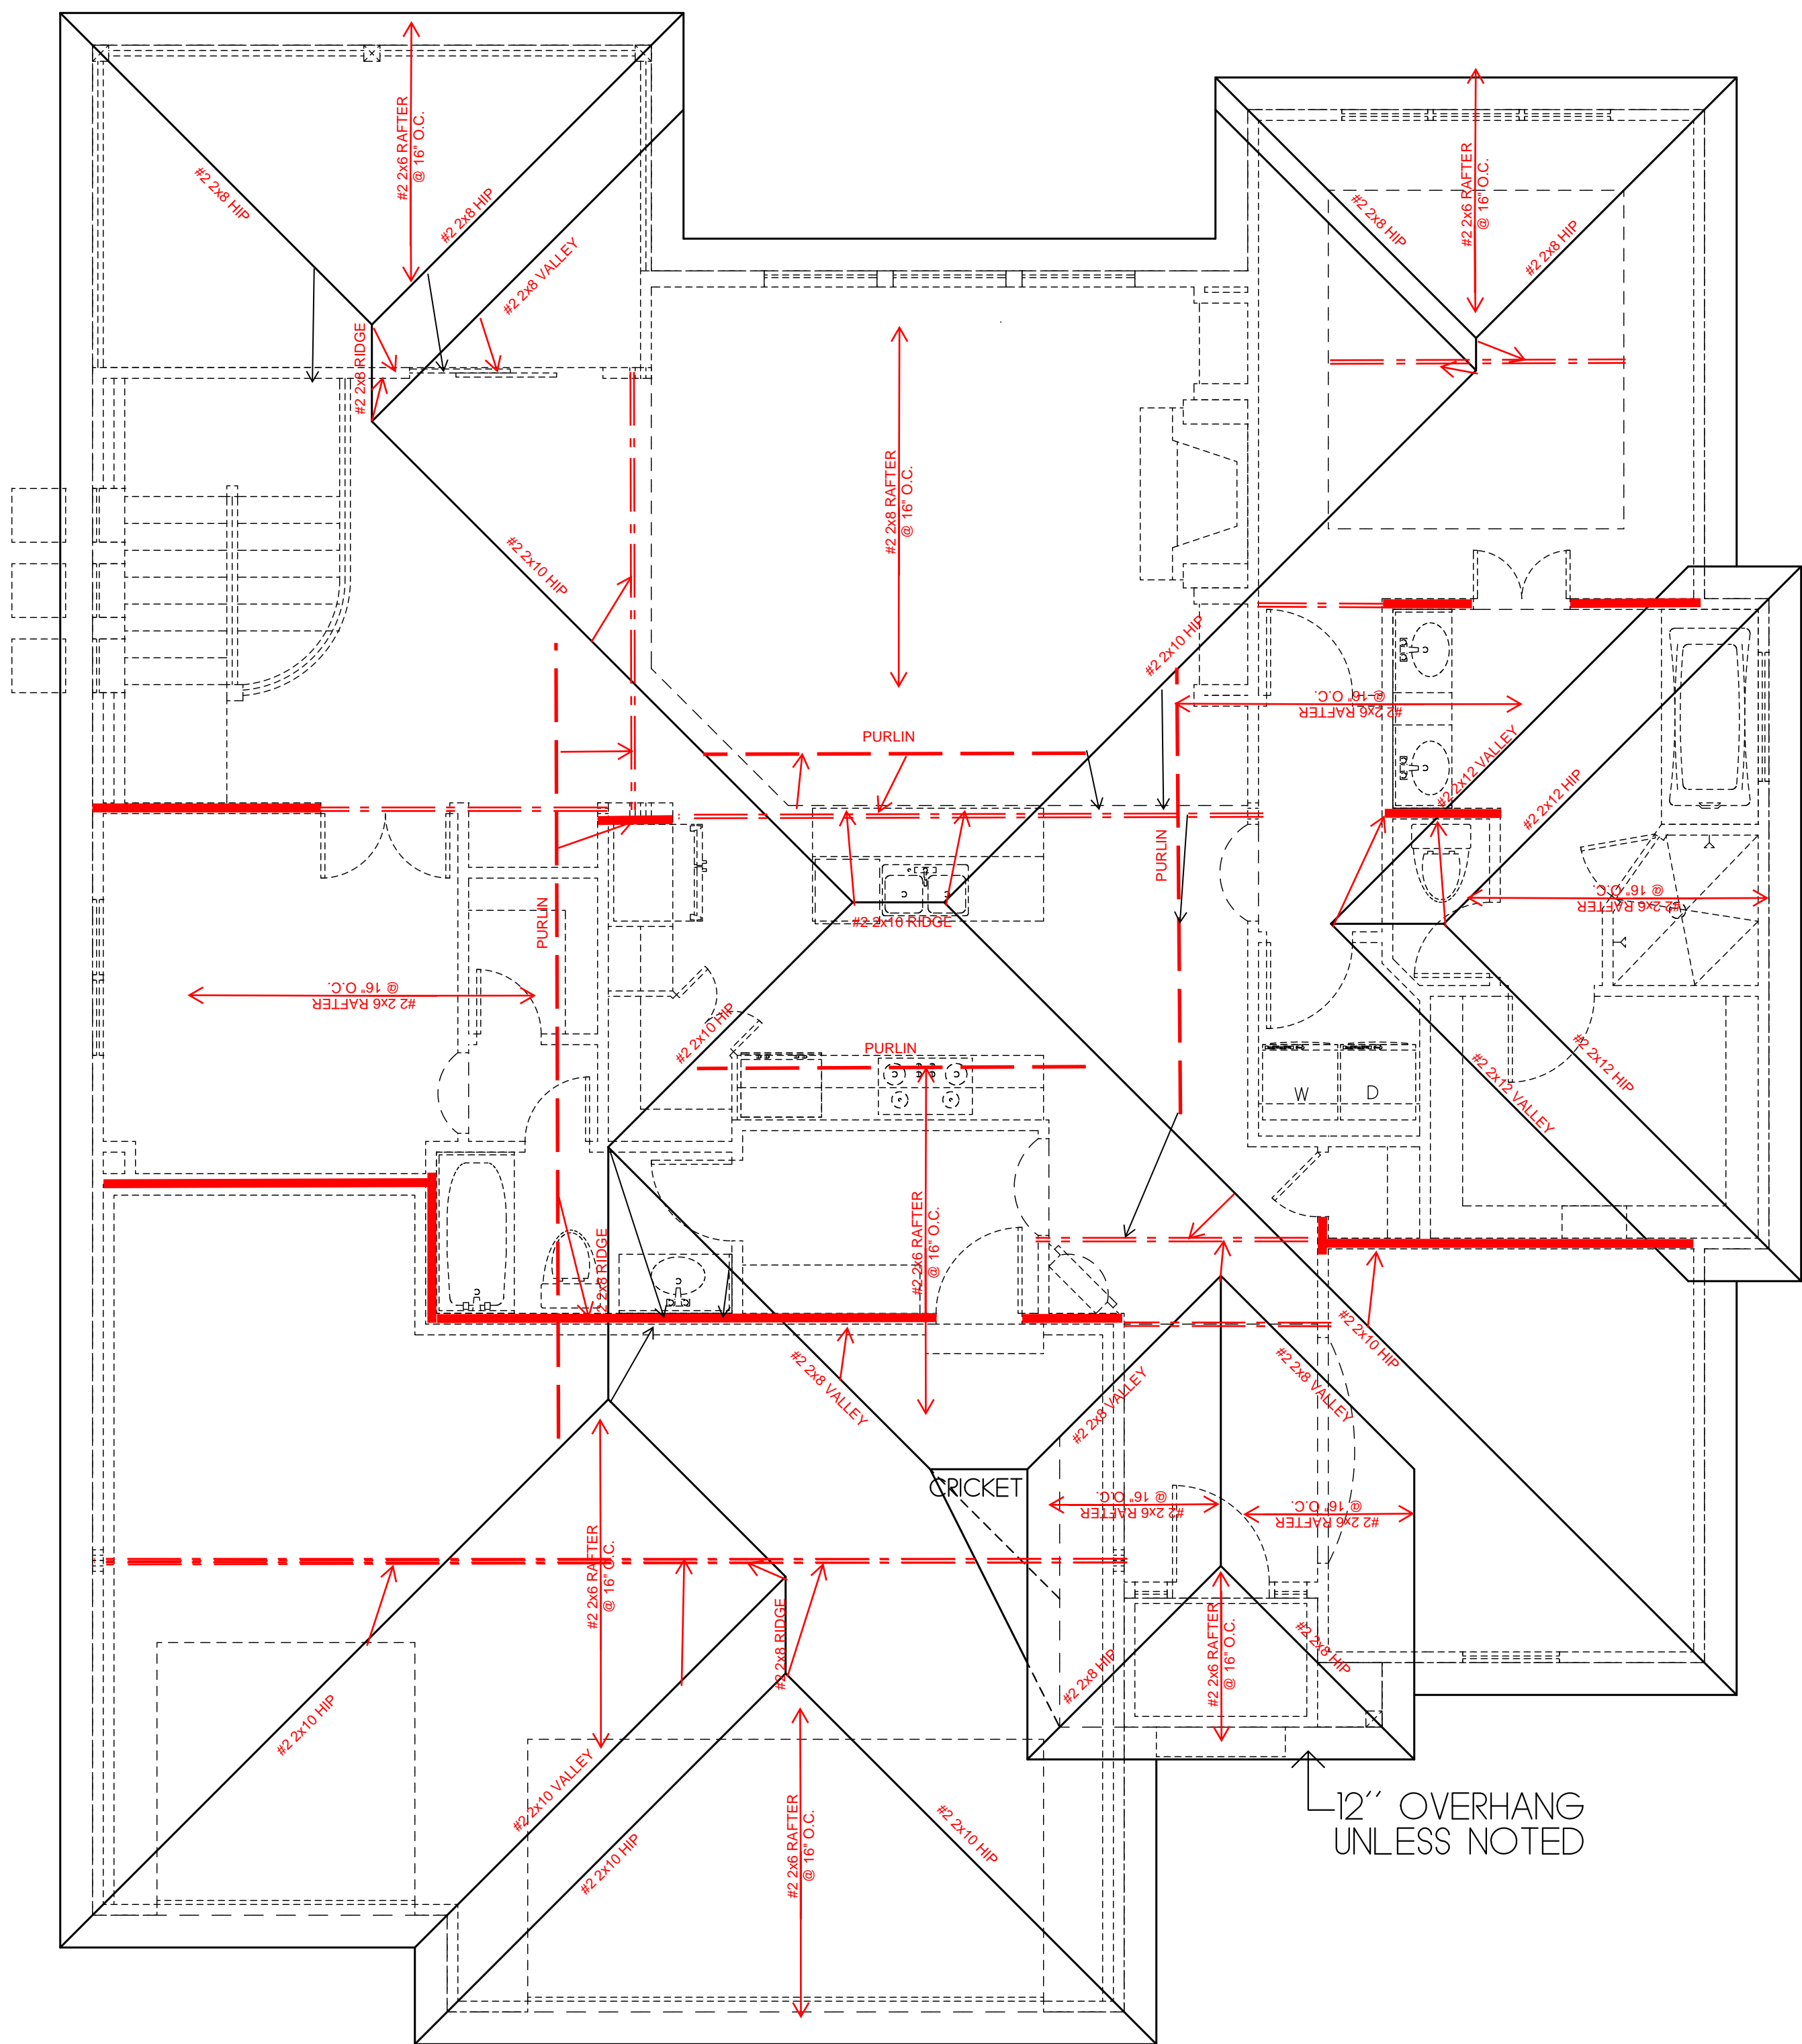 #2 2x6 RAFTER
@ 16" O.C.
#2 2x8 HIP
#2 2x8 HIP
#2 2x8 VALLEY
#2 2x8 RIDGE
#2 2x6 RAFTER
@ 16" O.C.
#2 2x8 HIP
#2 2x8 HIP
#2 2x8 RAFTER
@ 16" O.C.
#2 2x10 HIP
#2 2x10 HIP
#2 2x6 RAFTER
@ 16" O.C.
PURLIN
#2 2x12 VALLEY
#2 2x12 HIP
PURLIN
#2 2x6 RAFTER
@ 16" O.C.
PURLIN
#2 2x10 RIDGE
#2 2x6 RAFTER
@ 16" O.C.
#2 2x10 HIP
PURLIN
#2 2x12 HIP
#2 2x12 VALLEY
W
D
#2 2x6 RAFTER
@ 16" O.C.
2 2x8 RIDGE
#2 2x10 HIP
#2 2x8 VALLEY
#2 2x8 VALLEY
#2 2x8 VALLEY
CRICKET
#2 2x6 RAFTER
@ 16" O.C.
#2 2x6 RAFTER
@ 16" O.C.
#2 2x6 RAFTER
@ 16" O.C.
#2 2x8 RIDGE
#2 2x6 RAFTER
@ 16" O.C.
#2 2x8 HIP
#2 2x8 HIP
#2 2x10 HIP
#2 2x10 VALLEY
#2 2x10 HIP
#2 2x6 RAFTER
@ 16" O.C.
#2 2x10 HIP
12'' OVERHANG
UNLESS NOTED